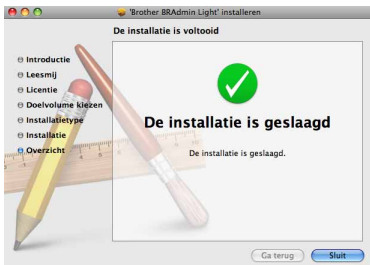 'Brother BRAdmin Light' installeren
De installatie is voltooid
Introductie
Leesmij
Licentie
Doelvolume kiezen
Installatietype
Installatie
Overzicht
De installatie is geslaagd
De installatie is geslaagd.
Ga terug
Sluit